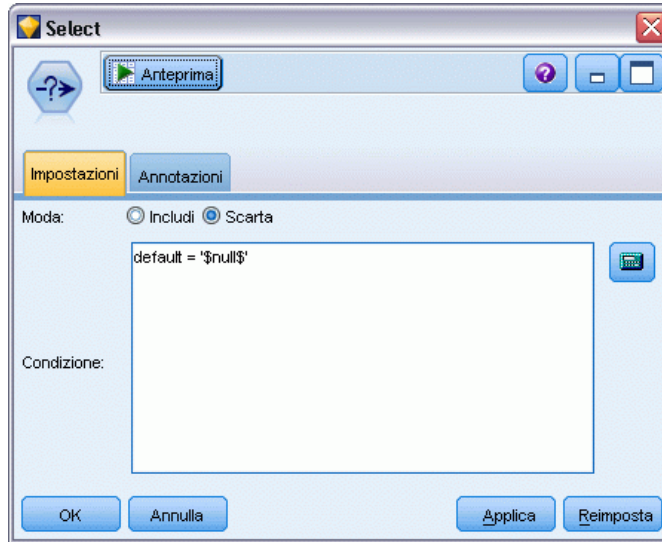 Select
-?>
Anteprima
?
Impostazioni
Annotazioni
Moda:
Includi
Scarta
default = '$null$'
Condizione:
OK
Annulla
Applica
Reimposta